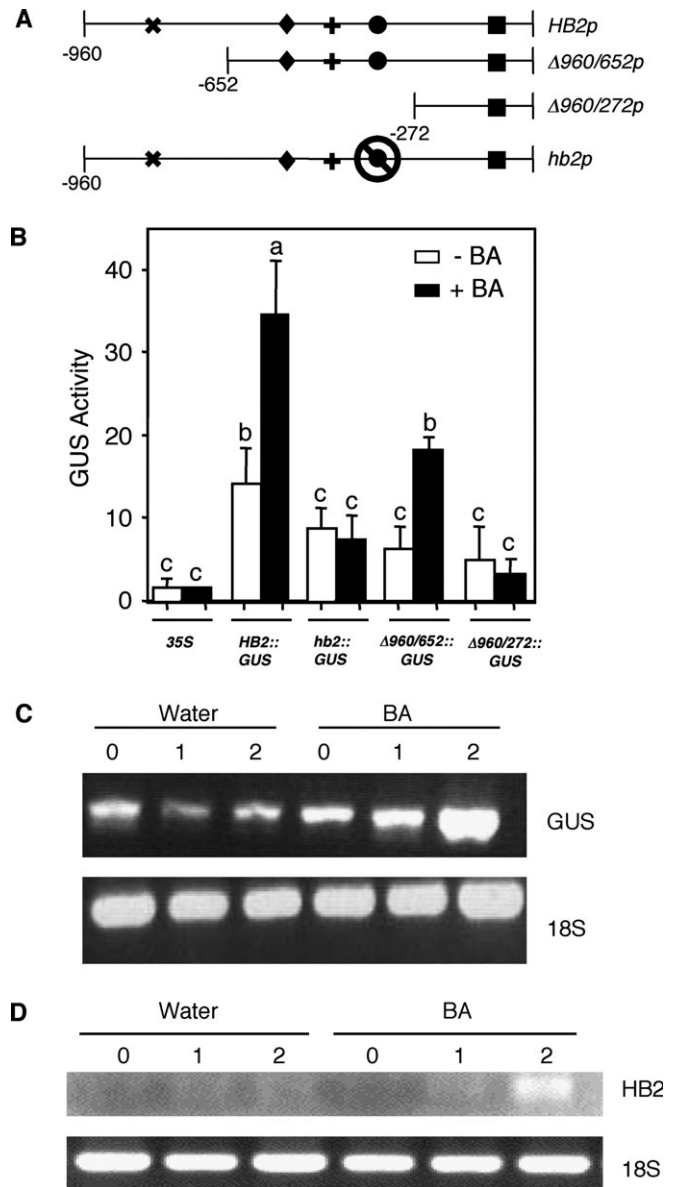 A
HB2p
-960
-652
Δ960/652p
Δ960/272p
-272
hb2p
-960
B
GUS Activity
40
30
20
10
0
- BA
+ BA
c c b a c c c b c c
35S HB2::GUS hb2::GUS Δ960/652::GUS Δ960/272::GUS
C
Water BA
0 1 2 0 1 2
GUS
18S
D
Water BA
0 1 2 0 1 2
HB2
18S